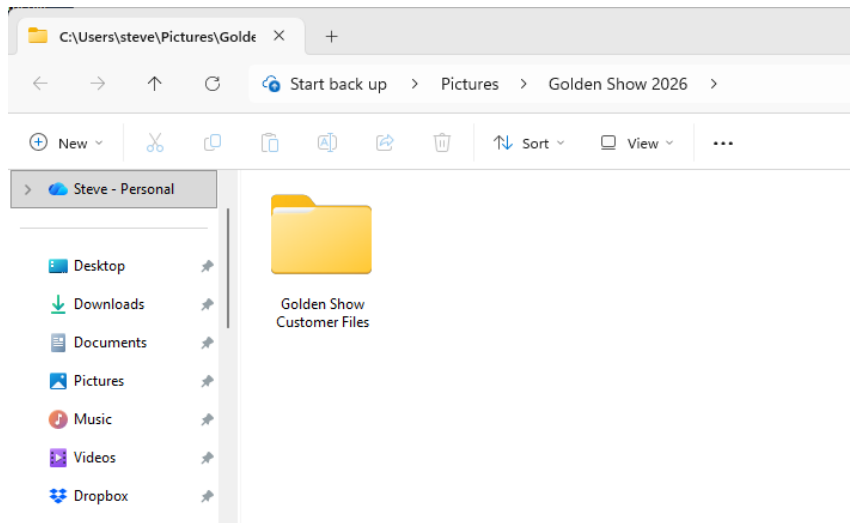 C:\Users\steve\Pictures\Golde
Start back up > Pictures > Golden Show 2026 >
New
Sort
View
Steve - Personal
Desktop
Downloads
Documents
Pictures
Music
Videos
Dropbox
Golden Show
Customer Files